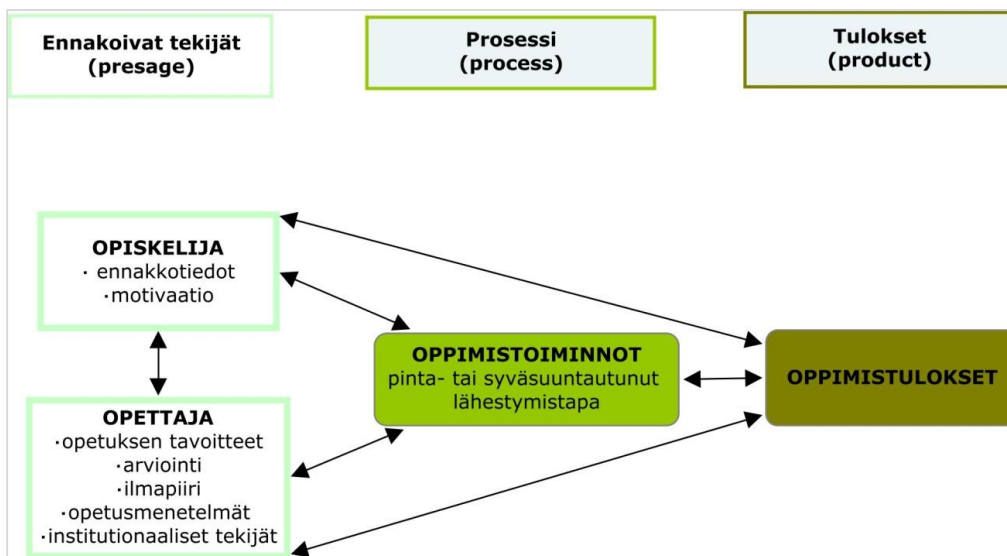 Ennakoivat tekijät
(presage)
Prosessi
(process)
Tulokset
(product)
OPISKELIJA
· ennakkotiedot
·motivaatio
OPPIMISTOIMINNOT
pinta- tai syväsuuntautunut
lähestymistapa
OPPIMISTULOKSET
OPETTAJA
·opetuksen tavoitteet
·arviointi
·ilmapiiri
·opetusmenetelmät
·institutionaaliset tekijät